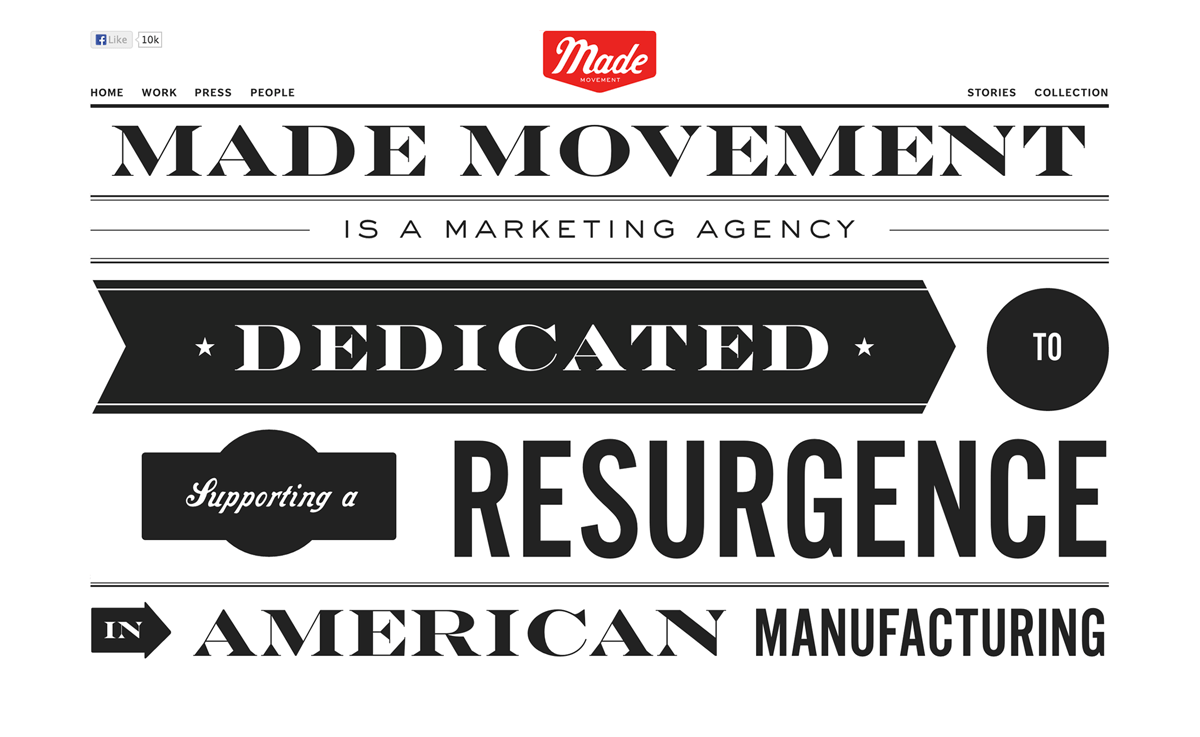 Like 10k
Made
MOVEMENT
HOME WORK PRESS PEOPLE STORIES COLLECTION
MADE MOVEMENT
IS A MARKETING AGENCY
DEDICATED TO
Supporting a RESURGENCE
IN AMERICAN MANUFACTURING